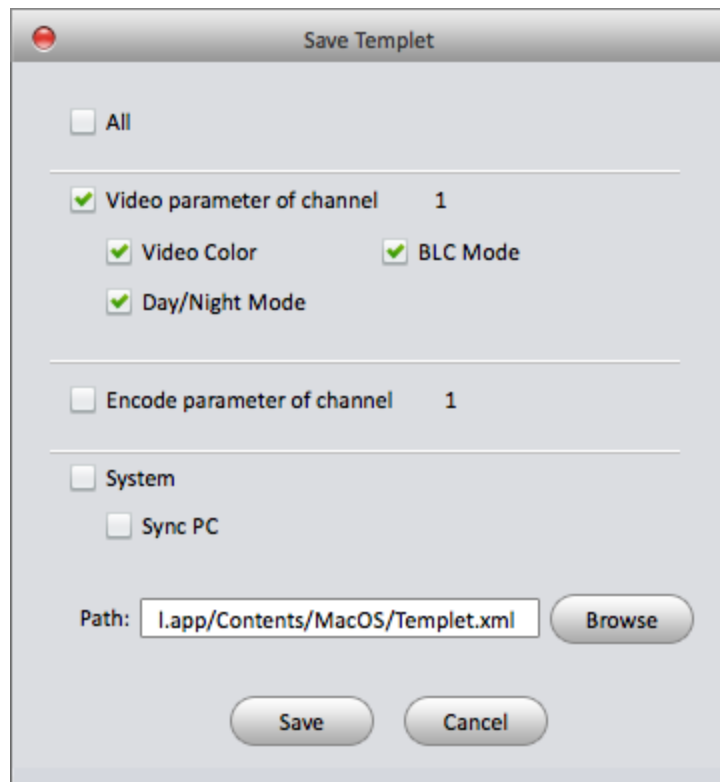 Save Templet
All
Video parameter of channel 1
Video Color BLC Mode
Day/Night Mode
Encode parameter of channel 1
System
Sync PC
Path: l.app/Contents/MacOS/Templet.xml Browse
Save Cancel